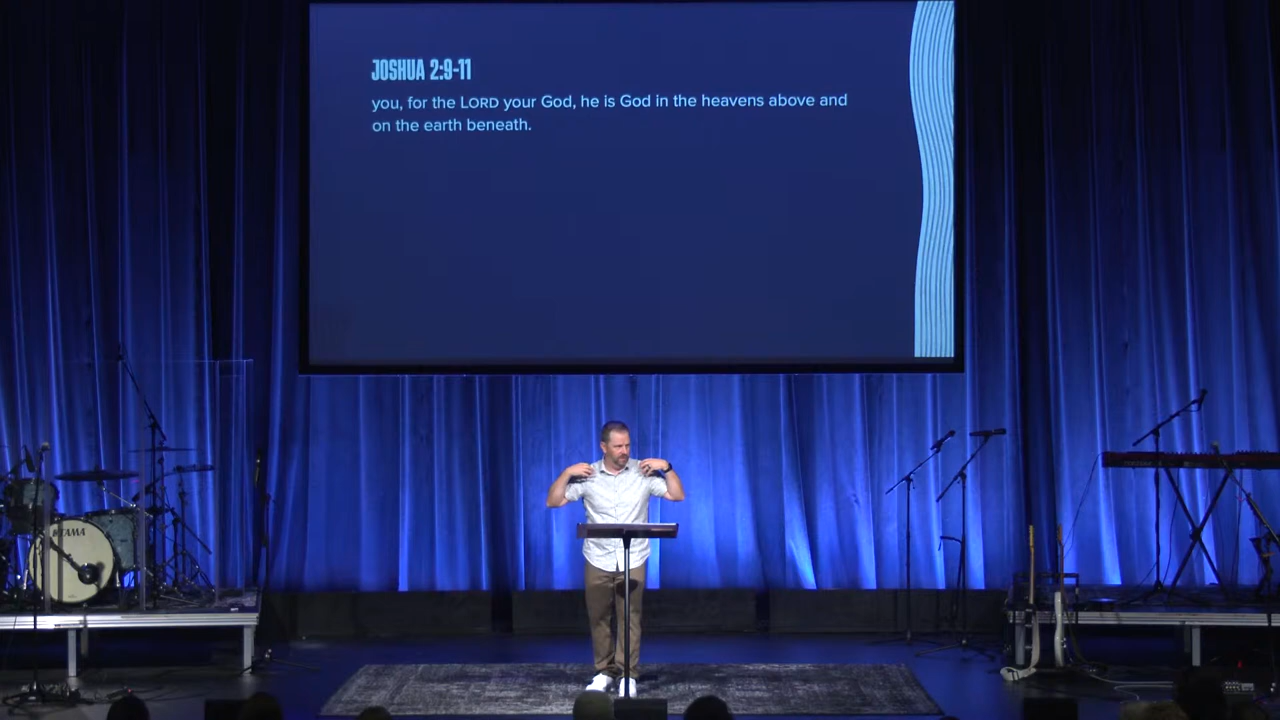 JOSHUA 2:9-11
you, for the LORD your God, he is God in the heavens above and
on the earth beneath.
TAMA